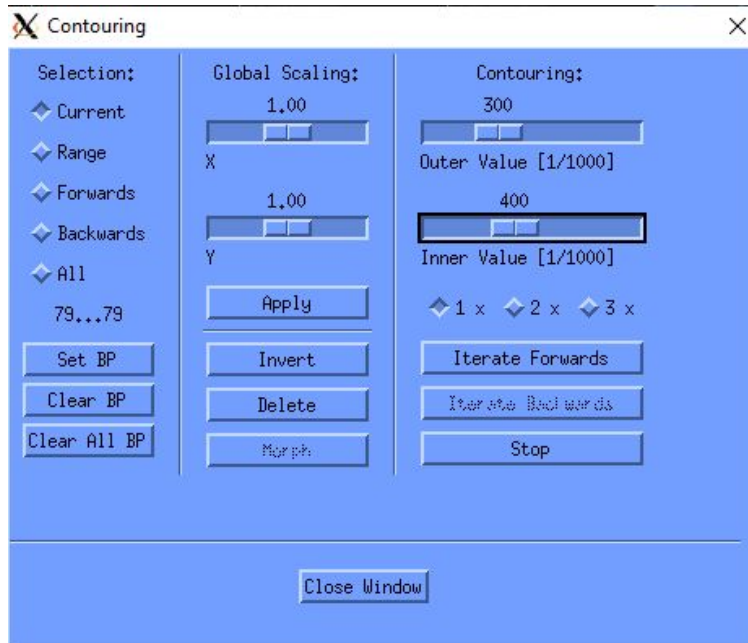 Contouring
Selection:
Current
Range
Forwards
Backwards
All
79...79
Set BP
Clear BP
Clear All BP
Global Scaling:
1.00
X
1.00
Y
Apply
Invert
Delete
Morph
Contouring:
300
Outer Value [1/1000]
400
Inner Value [1/1000]
1 x 2 x 3 x
Iterate Forwards
Iterate Backwards
Stop
Close Window